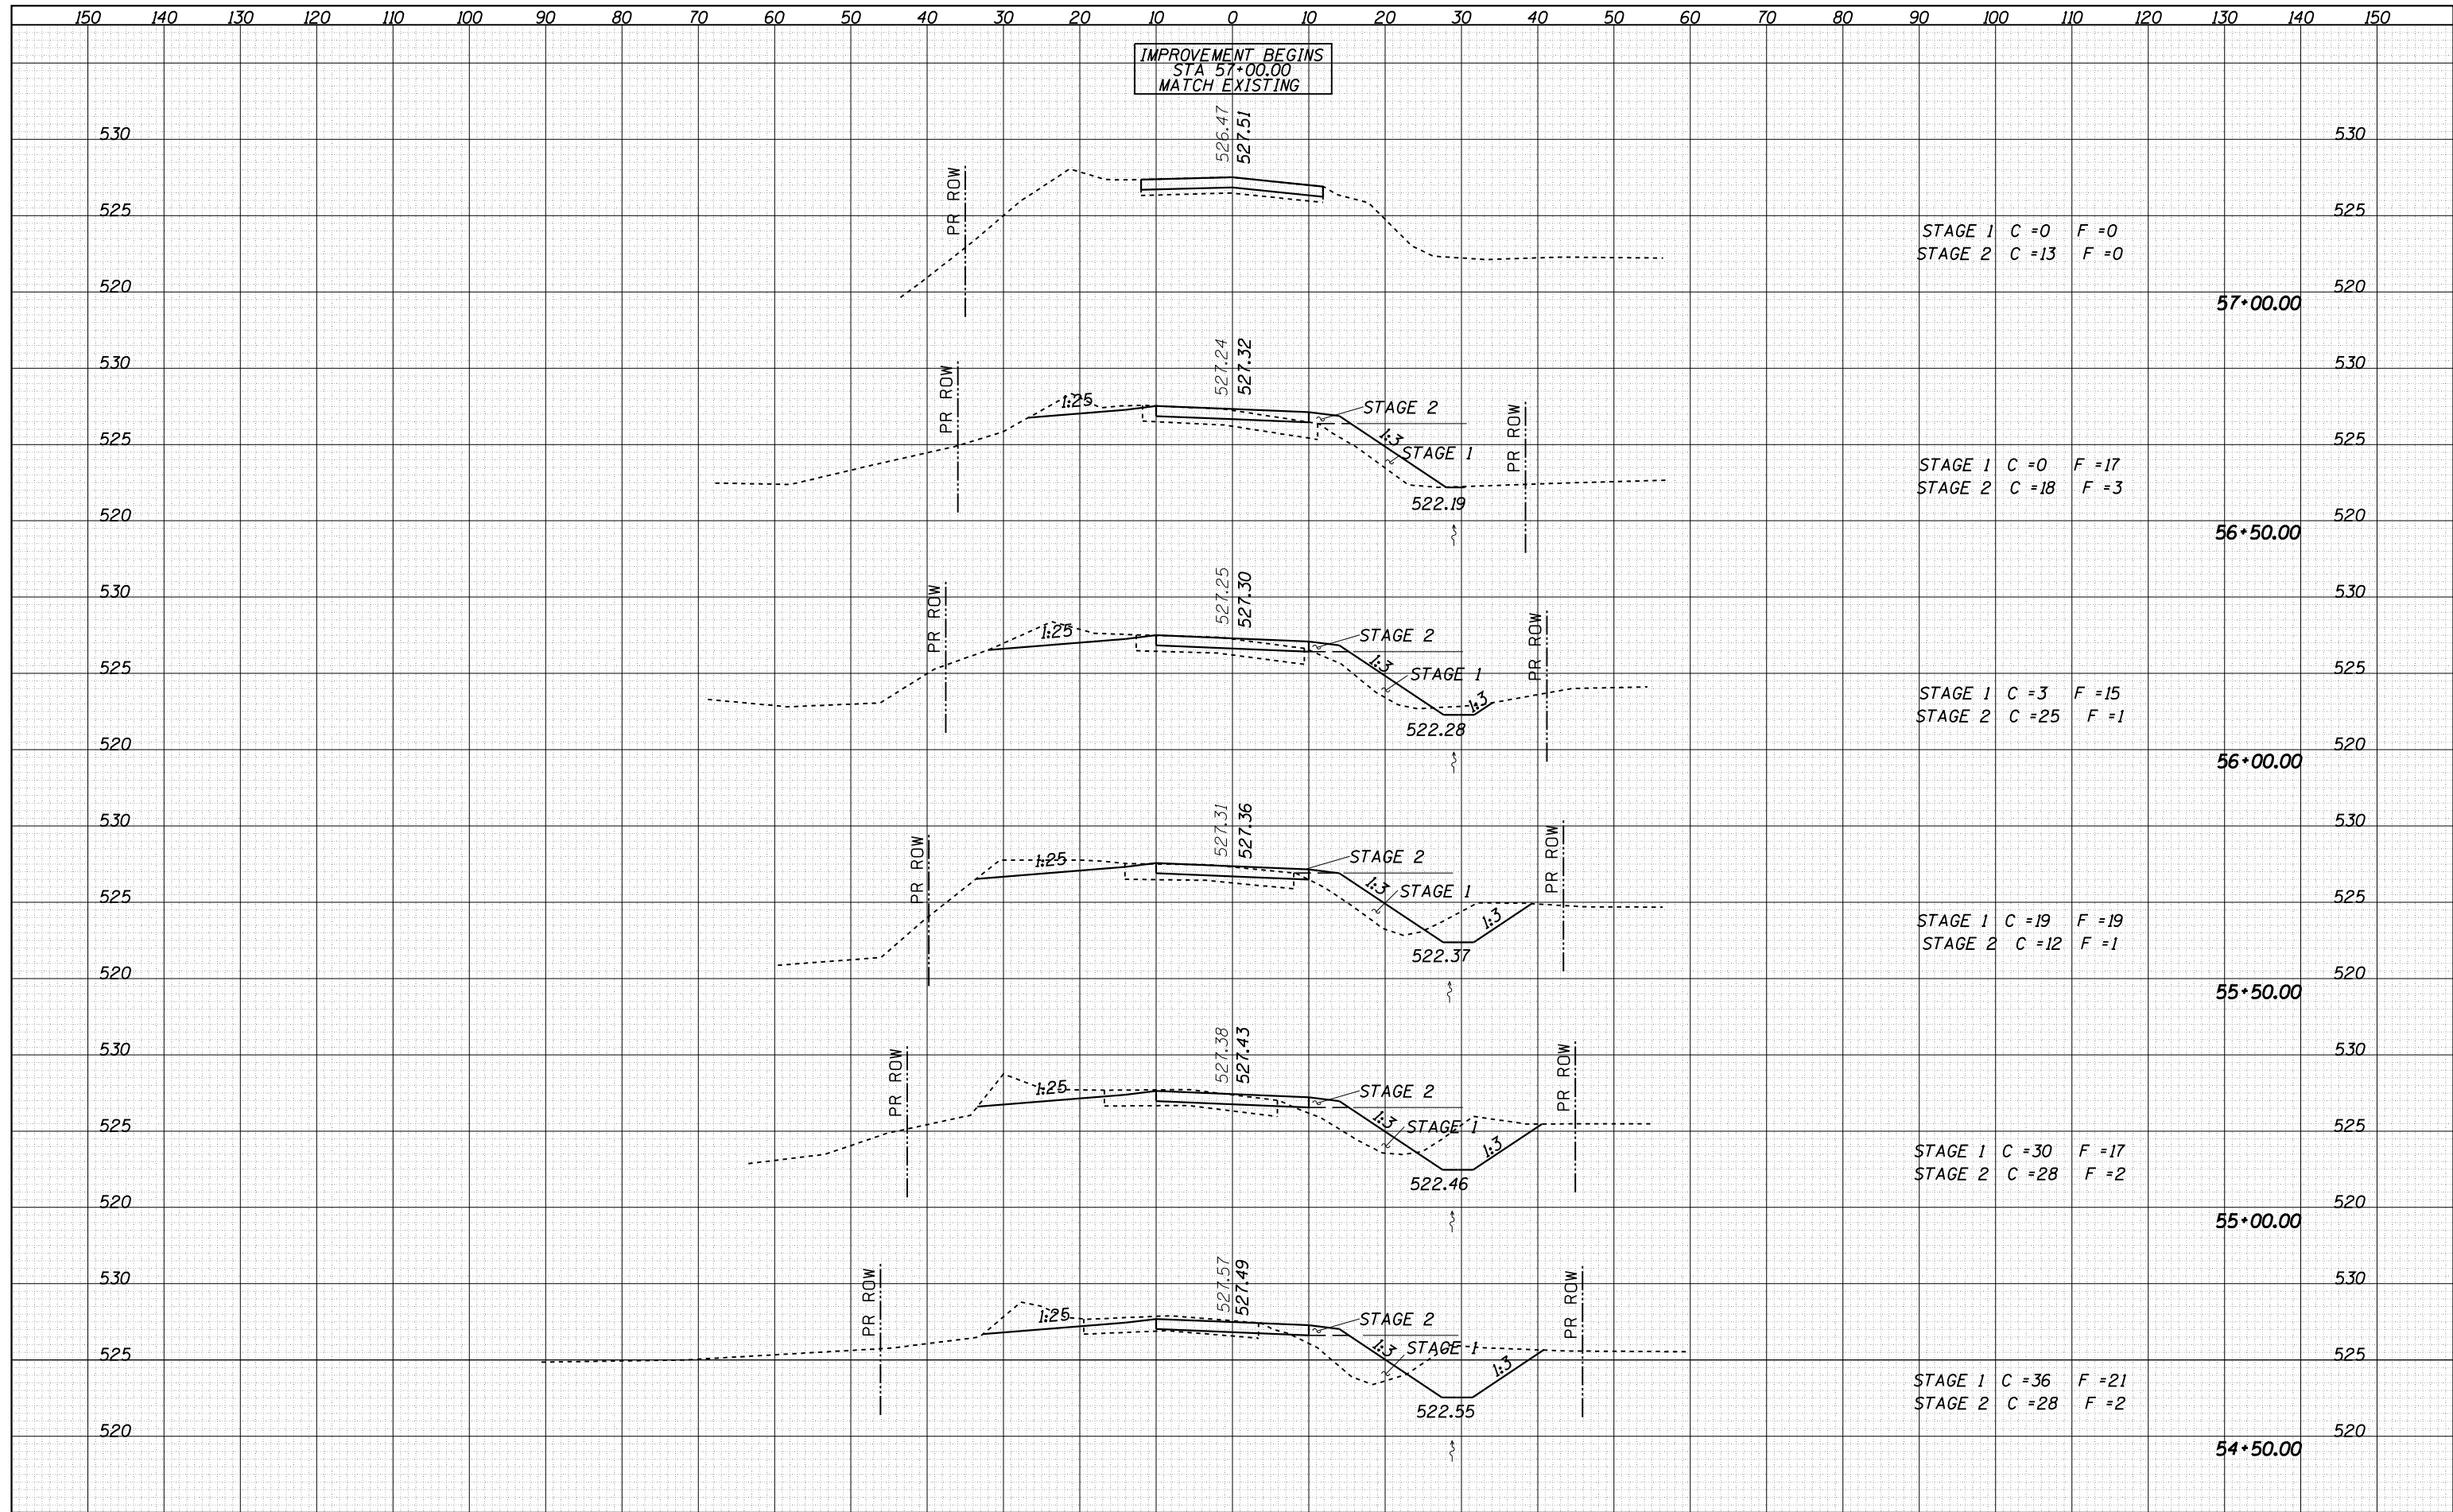 150 140 130 120 110 100 90 80 70 60 50 40 30 20 10 0 10 20 30 40 50 60 70 80 90 100 110 120 130 140 150
IMPROVEMENT BEGINS
STA 57+00.00
MATCH EXISTING
526.47
527.51
530 530
PR ROW
525 525
STAGE 1 C =0 F =0
STAGE 2 C =13 F =0
520 520
57+00.00
527.24
527.32
530 530
PR ROW
1:25
STAGE 2
PR ROW
1:3
525 525
STAGE 1
STAGE 1 C =0 F =17
STAGE 2 C =18 F =3
522.19
520 520
56+50.00
527.25
527.30
530 530
PR ROW
1:25
STAGE 2
PR ROW
1:3
525 525
STAGE 1
1:3
STAGE 1 C =3 F =15
STAGE 2 C =25 F =1
522.28
520 520
56+00.00
527.31
527.36
530 530
PR ROW
1:25
STAGE 2
PR ROW
1:3
STAGE 1
525 525
1:3
STAGE 1 C =19 F =19
STAGE 2 C =12 F =1
522.37
520 520
55+50.00
527.38
527.43
530 530
PR ROW
1:25
STAGE 2
PR ROW
1:3
STAGE 1
525 525
1:3
STAGE 1 C =30 F =17
STAGE 2 C =28 F =2
522.46
520 520
55+00.00
527.57
527.49
530 530
PR ROW
1:25
STAGE 2
PR ROW
1:3
STAGE 1
525 525
1:3
STAGE 1 C =36 F =21
STAGE 2 C =28 F =2
522.55
520 520
54+50.00